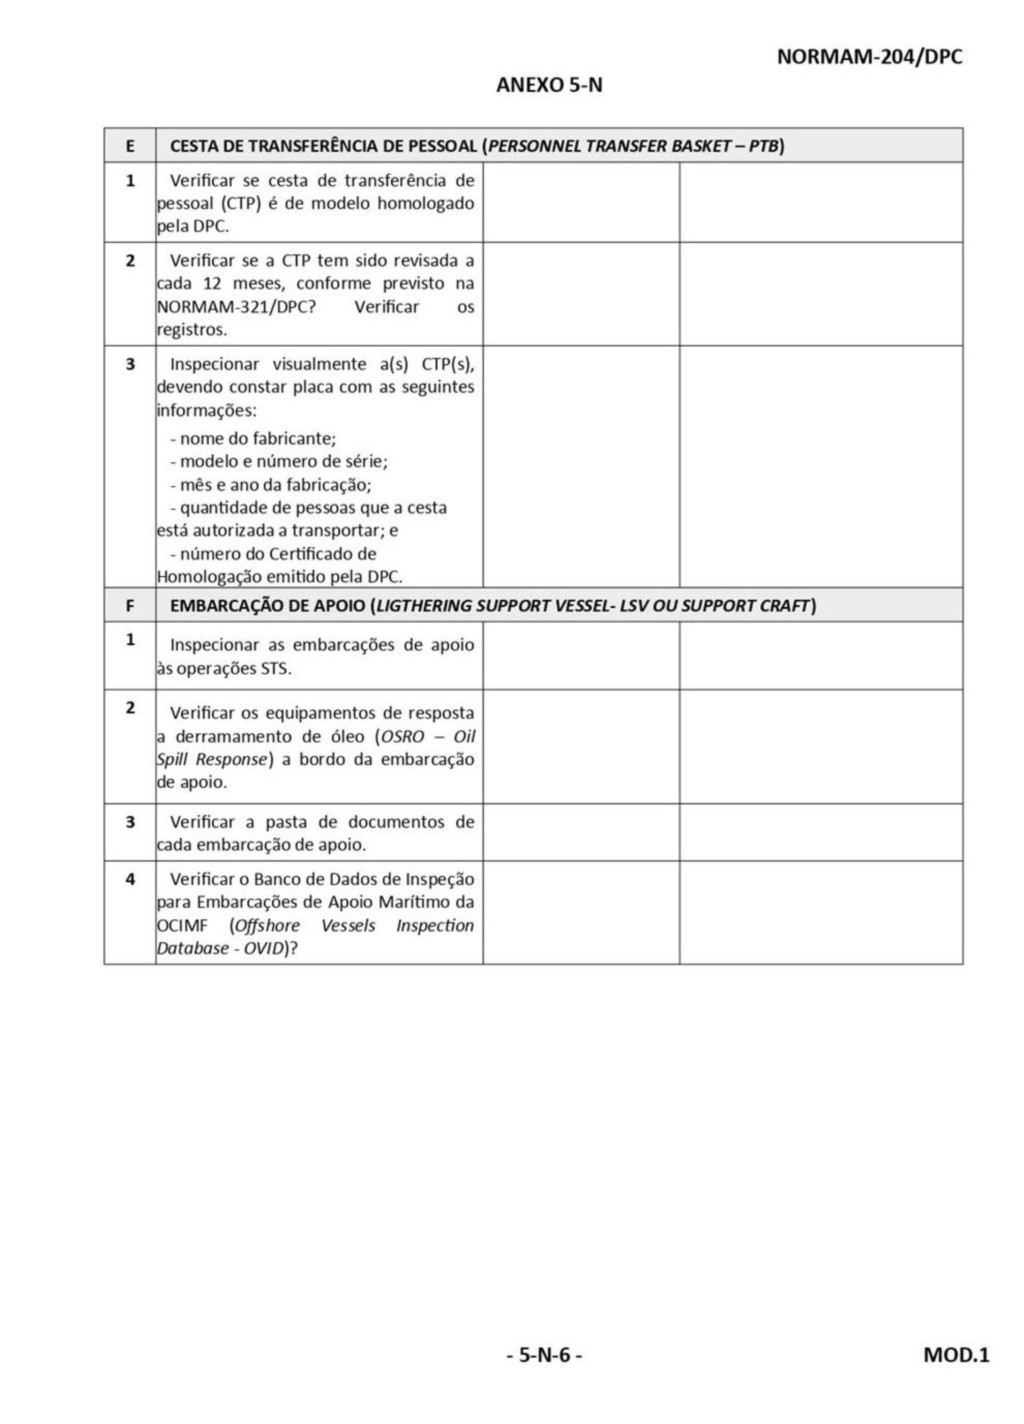 NORMAM-204/DPC
ANEXO 5-N
E CESTA DE TRANSFERÊNCIA DE PESSOAL (PERSONNEL TRANSFER BASKET – PTB)
1 Verificar se cesta de transferência de
pessoal (CTP) é de modelo homologado
pela DPC.
2 Verificar se a CTP tem sido revisada a
cada 12 meses, conforme previsto na
NORMAM-321/DPC? Verificar os
registros.
3 Inspecionar visualmente a(s) CTP(s),
devendo constar placa com as seguintes
informações:
- nome do fabricante;
- modelo e número de série;
- mês e ano da fabricação;
- quantidade de pessoas que a cesta
está autorizada a transportar; e
- número do Certificado de
Homologação emitido pela DPC.
F EMBARCAÇÃO DE APOIO (LIGTHERING SUPPORT VESSEL- LSV OU SUPPORT CRAFT)
1 Inspecionar as embarcações de apoio
às operações STS.
2 Verificar os equipamentos de resposta
a derramamento de óleo (OSRO – Oil
Spill Response) a bordo da embarcação
de apoio.
3 Verificar a pasta de documentos de
cada embarcação de apoio.
4 Verificar o Banco de Dados de Inspeção
para Embarcações de Apoio Marítimo da
OCIMF (Offshore Vessels Inspection
Database - OVID)?
- 5-N-6 -
MOD.1